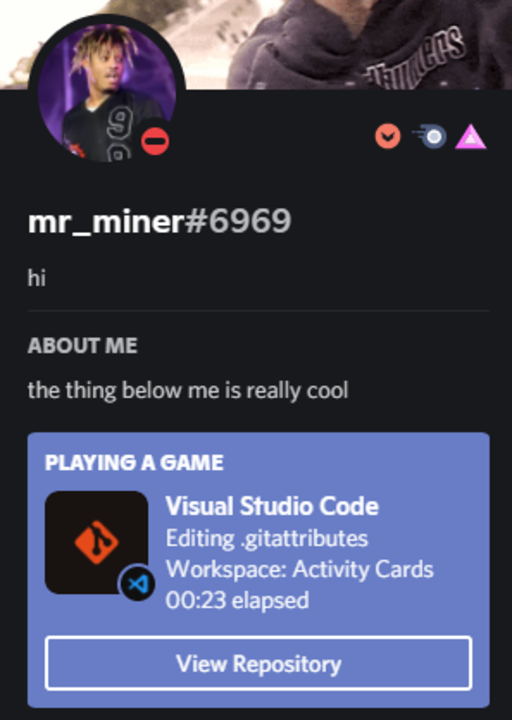 mr_miner#6969
hi
ABOUT ME
the thing below me is really cool
PLAYING A GAME
Visual Studio Code
Editing .gitattributes
Workspace: Activity Cards
00:23 elapsed
View Repository